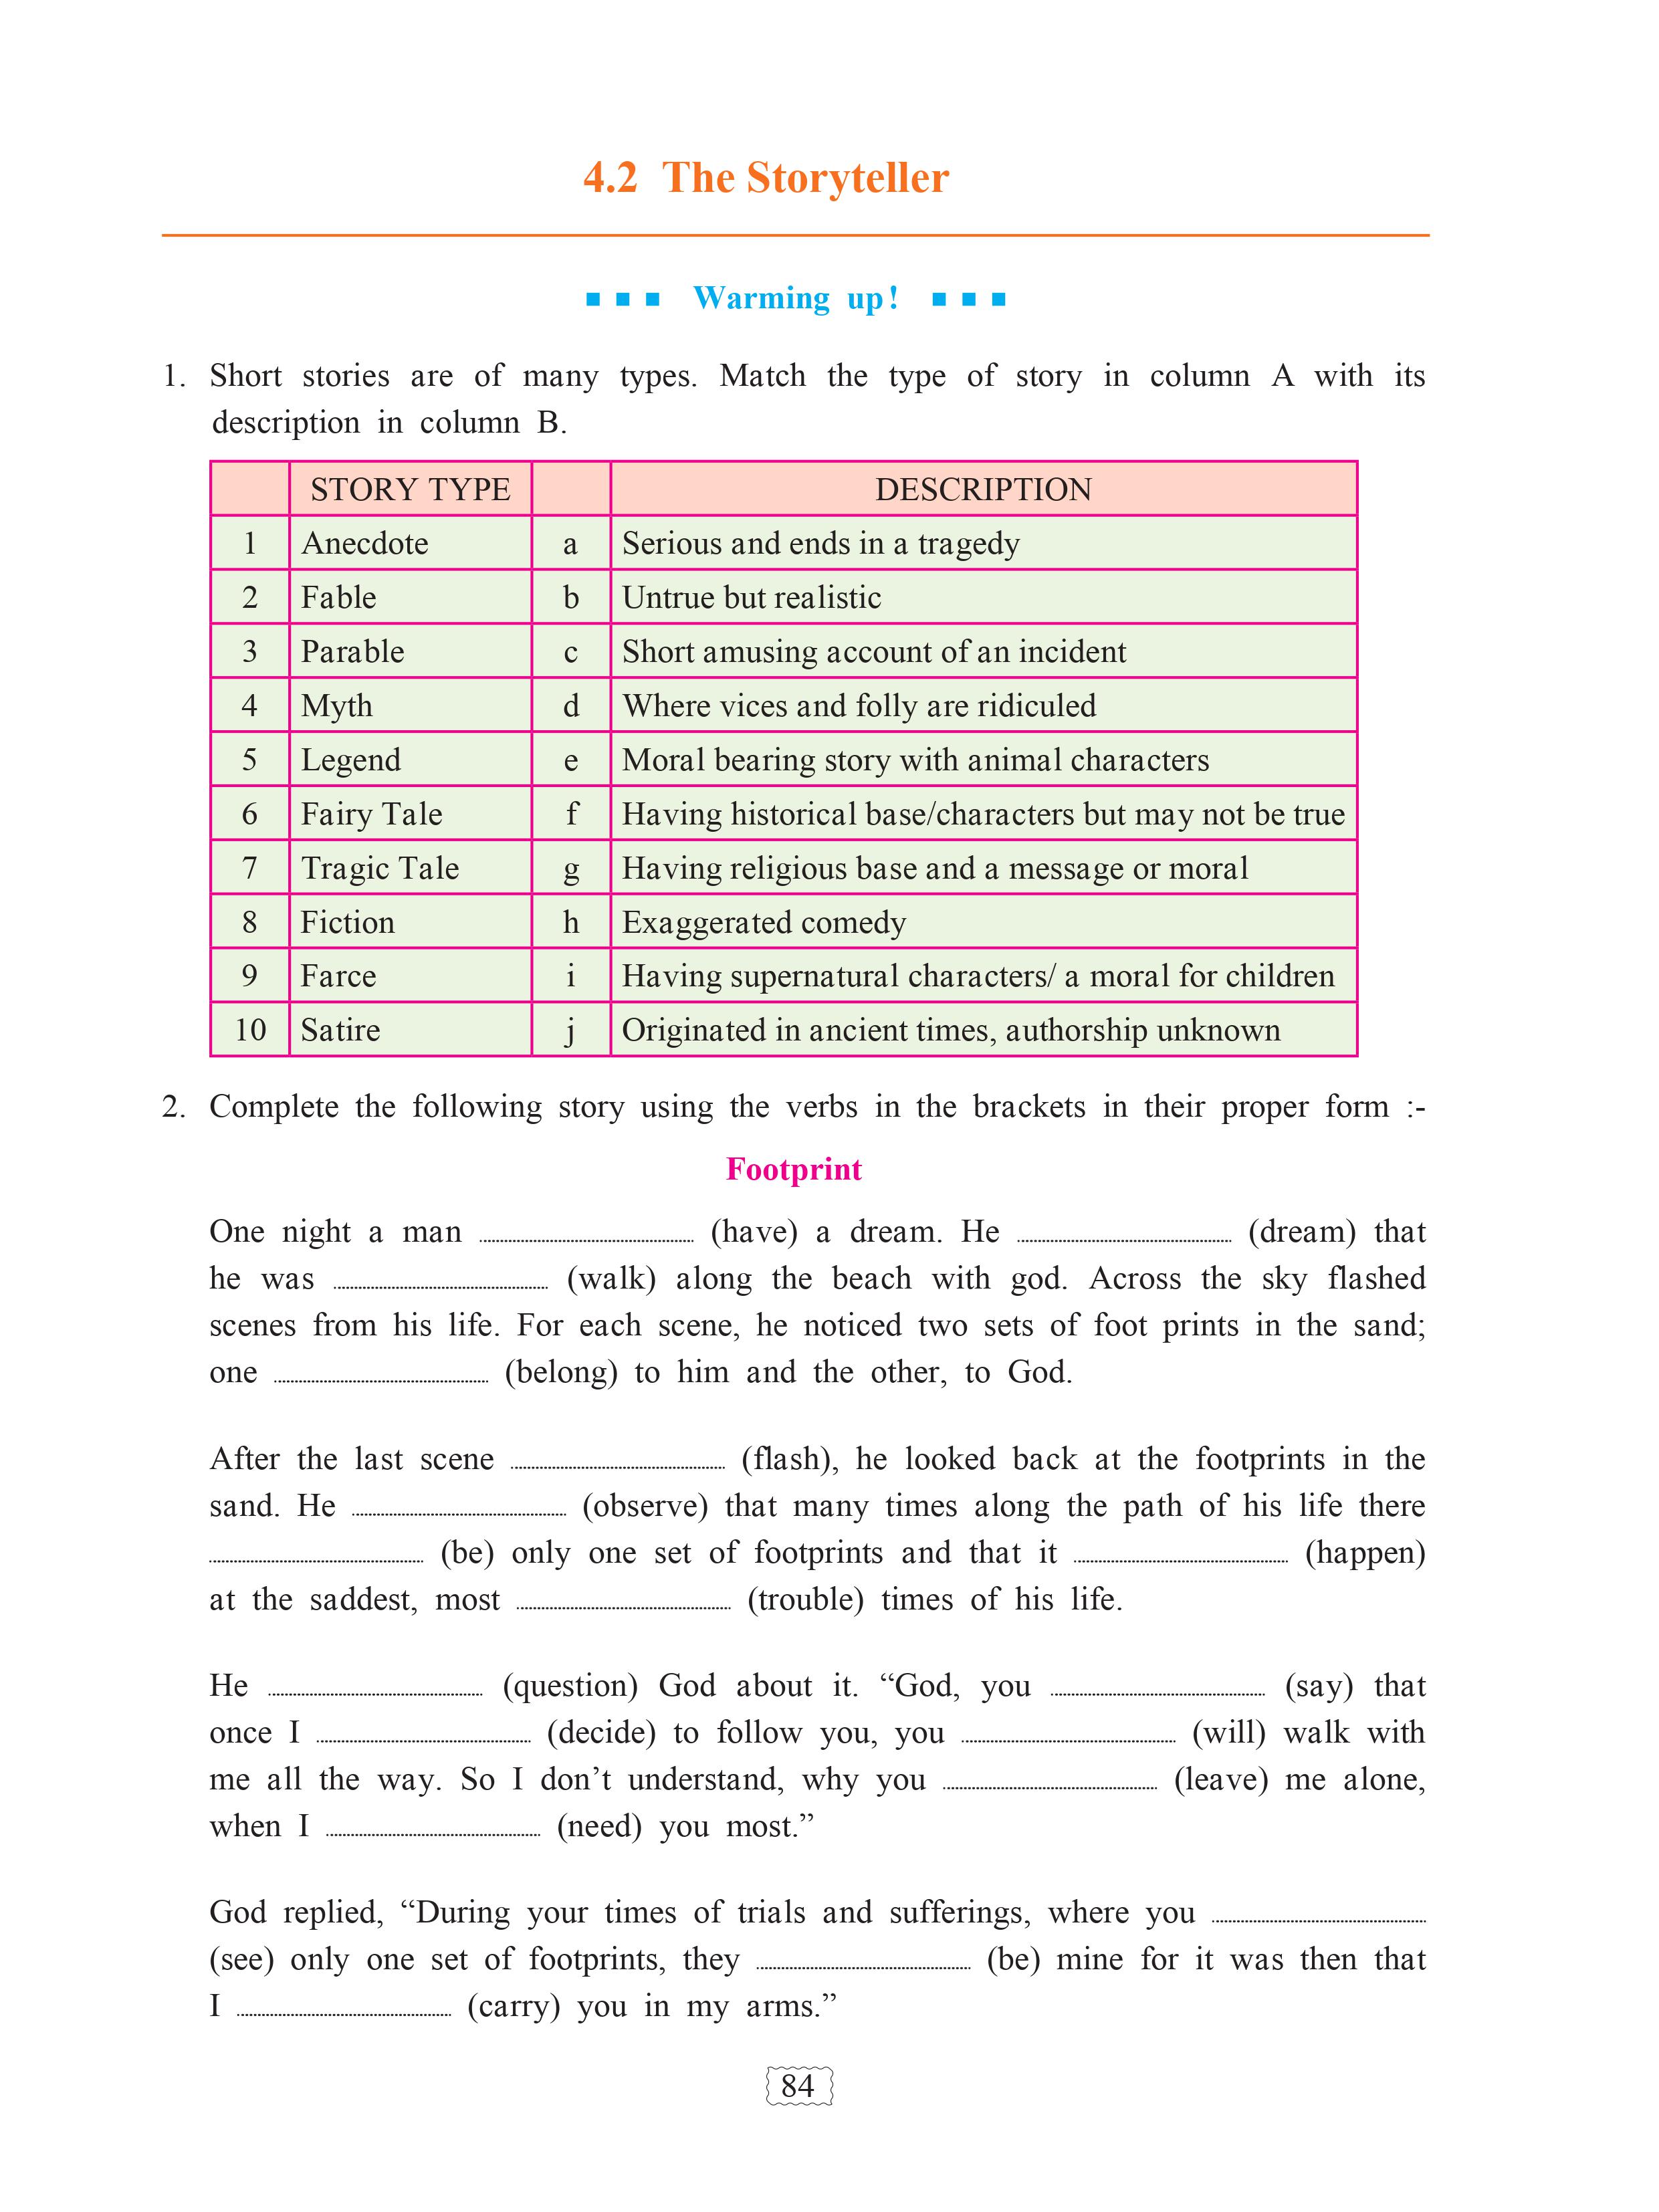 4.2 The Storyteller
Warming up!
1. Short stories are of many types. Match the type of story in column A with its
description in column B.
STORY TYPE DESCRIPTION
1 Anecdote a Serious and ends in a tragedy
2 Fable b Untrue but realistic
3 Parable c Short amusing account of an incident
4 Myth d Where vices and folly are ridiculed
5 Legend e Moral bearing story with animal characters
6 Fairy Tale f Having historical base/characters but may not be true
7 Tragic Tale g Having religious base and a message or moral
8 Fiction h Exaggerated comedy
9 Farce i Having supernatural characters/ a moral for children
10 Satire j Originated in ancient times, authorship unknown
2. Complete the following story using the verbs in the brackets in their proper form :-
Footprint
One night a man .................... (have) a dream. He .................... (dream) that
he was .................... (walk) along the beach with god. Across the sky flashed
scenes from his life. For each scene, he noticed two sets of foot prints in the sand;
one .................... (belong) to him and the other, to God.
After the last scene .................... (flash), he looked back at the footprints in the
sand. He .................... (observe) that many times along the path of his life there
.................... (be) only one set of footprints and that it .................... (happen)
at the saddest, most .................... (trouble) times of his life.
He .................... (question) God about it. “God, you .................... (say) that
once I .................... (decide) to follow you, you .................... (will) walk with
me all the way. So I don’t understand, why you .................... (leave) me alone,
when I .................... (need) you most.”
God replied, “During your times of trials and sufferings, where you ....................
(see) only one set of footprints, they .................... (be) mine for it was then that
I .................... (carry) you in my arms.”
84